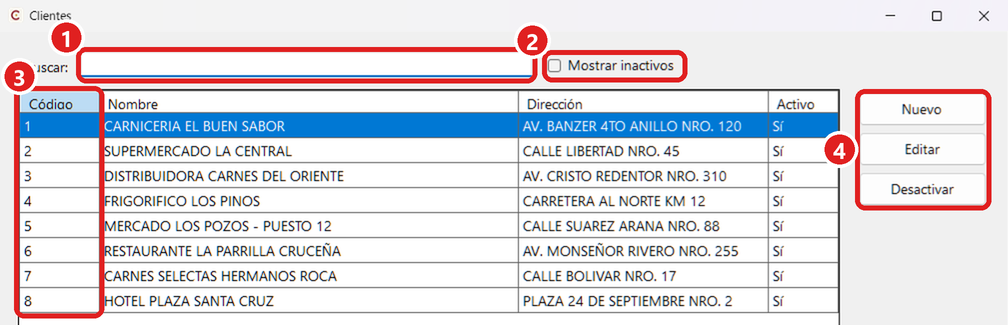 C Clientes
1
2
uscar:
Mostrar inactivos
3
Código Nombre Dirección Activo
1 CARNICERIA EL BUEN SABOR AV. BANZER 4TO ANILLO NRO. 120 Sí
2 SUPERMERCADO LA CENTRAL CALLE LIBERTAD NRO. 45 Sí
3 DISTRIBUIDORA CARNES DEL ORIENTE AV. CRISTO REDENTOR NRO. 310 Sí
4 FRIGORIFICO LOS PINOS CARRETERA AL NORTE KM 12 Sí
5 MERCADO LOS POZOS - PUESTO 12 CALLE SUAREZ ARANA NRO. 88 Sí
6 RESTAURANTE LA PARRILLA CRUCEÑA AV. MONSEÑOR RIVERO NRO. 255 Sí
7 CARNES SELECTAS HERMANOS ROCA CALLE BOLIVAR NRO. 17 Sí
8 HOTEL PLAZA SANTA CRUZ PLAZA 24 DE SEPTIEMBRE NRO. 2 Sí
4
Nuevo
Editar
Desactivar